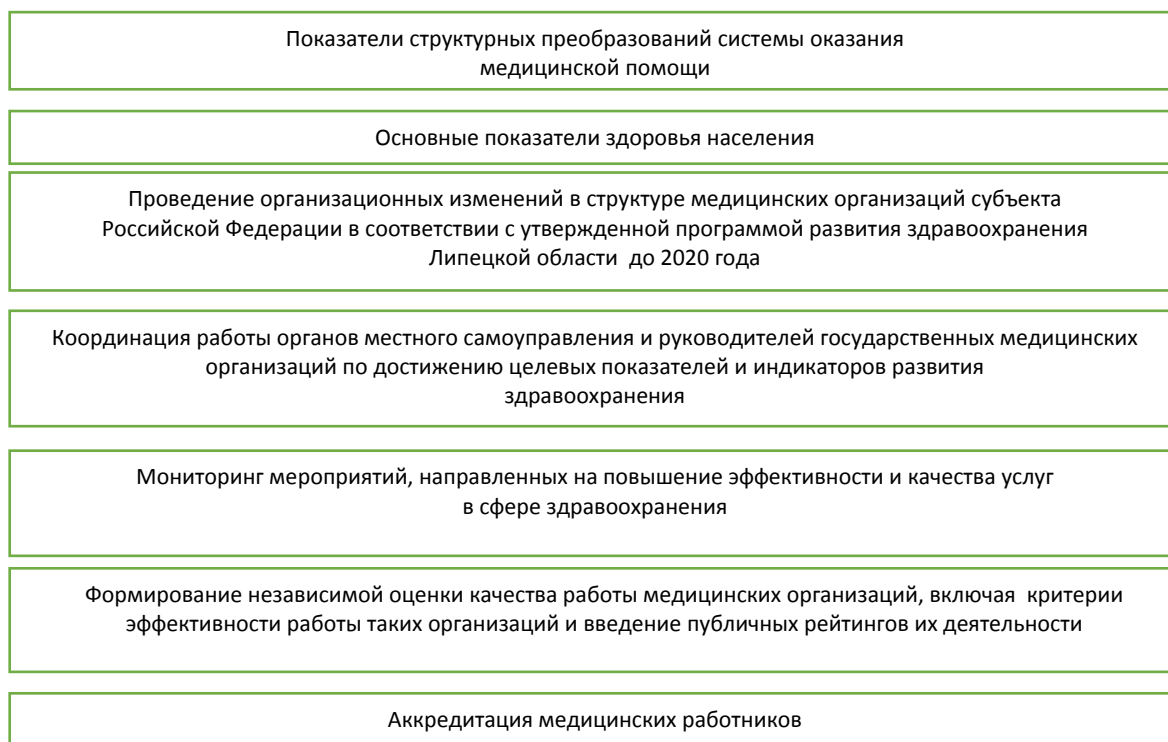 Показатели структурных преобразований системы оказания
медицинской помощи
Основные показатели здоровья населения
Проведение организационных изменений в структуре медицинских организаций субъекта
Российской Федерации в соответствии с утвержденной программой развития здравоохранения
Липецкой области до 2020 года
Координация работы органов местного самоуправления и руководителей государственных медицинских
организаций по достижению целевых показателей и индикаторов развития
здравоохранения
Мониторинг мероприятий, направленных на повышение эффективности и качества услуг
в сфере здравоохранения
Формирование независимой оценки качества работы медицинских организаций, включая критерии
эффективности работы таких организаций и введение публичных рейтингов их деятельности
Аккредитация медицинских работников